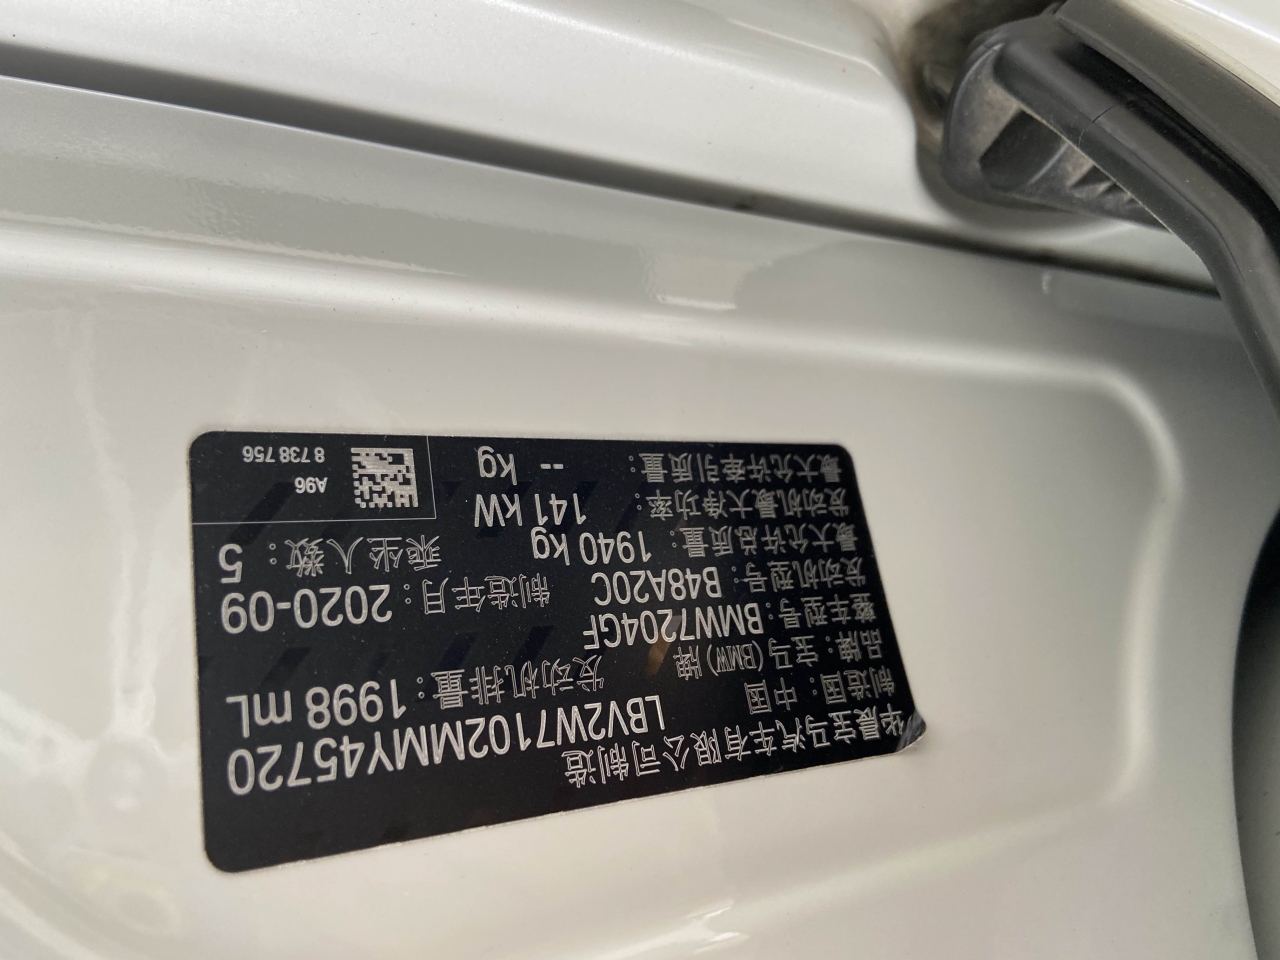 华晨宝马汽车有限公司制造
制造国：中国 LBV2W7102MMY45720
品牌：宝马(BMW)牌 发动机排量：1998 mL
整车型号：BMW7204GF
发动机型号：B48A20C 制造年月：2020-09
最大允许总质量：1940 kg 乘坐人数：5
发动机最大净功率：141 kW
最大允许牵引质量：-- kg
A96
8 738 756